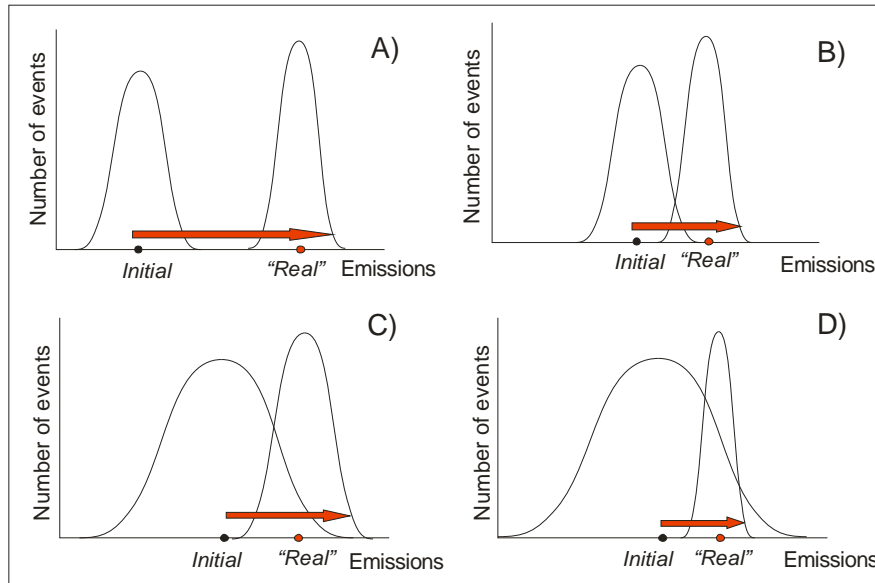 A)
Number of events
Initial
“Real”
Emissions
B)
Number of events
Initial
“Real”
Emissions
C)
Number of events
Initial
“Real”
Emissions
D)
Number of events
Initial
“Real”
Emissions